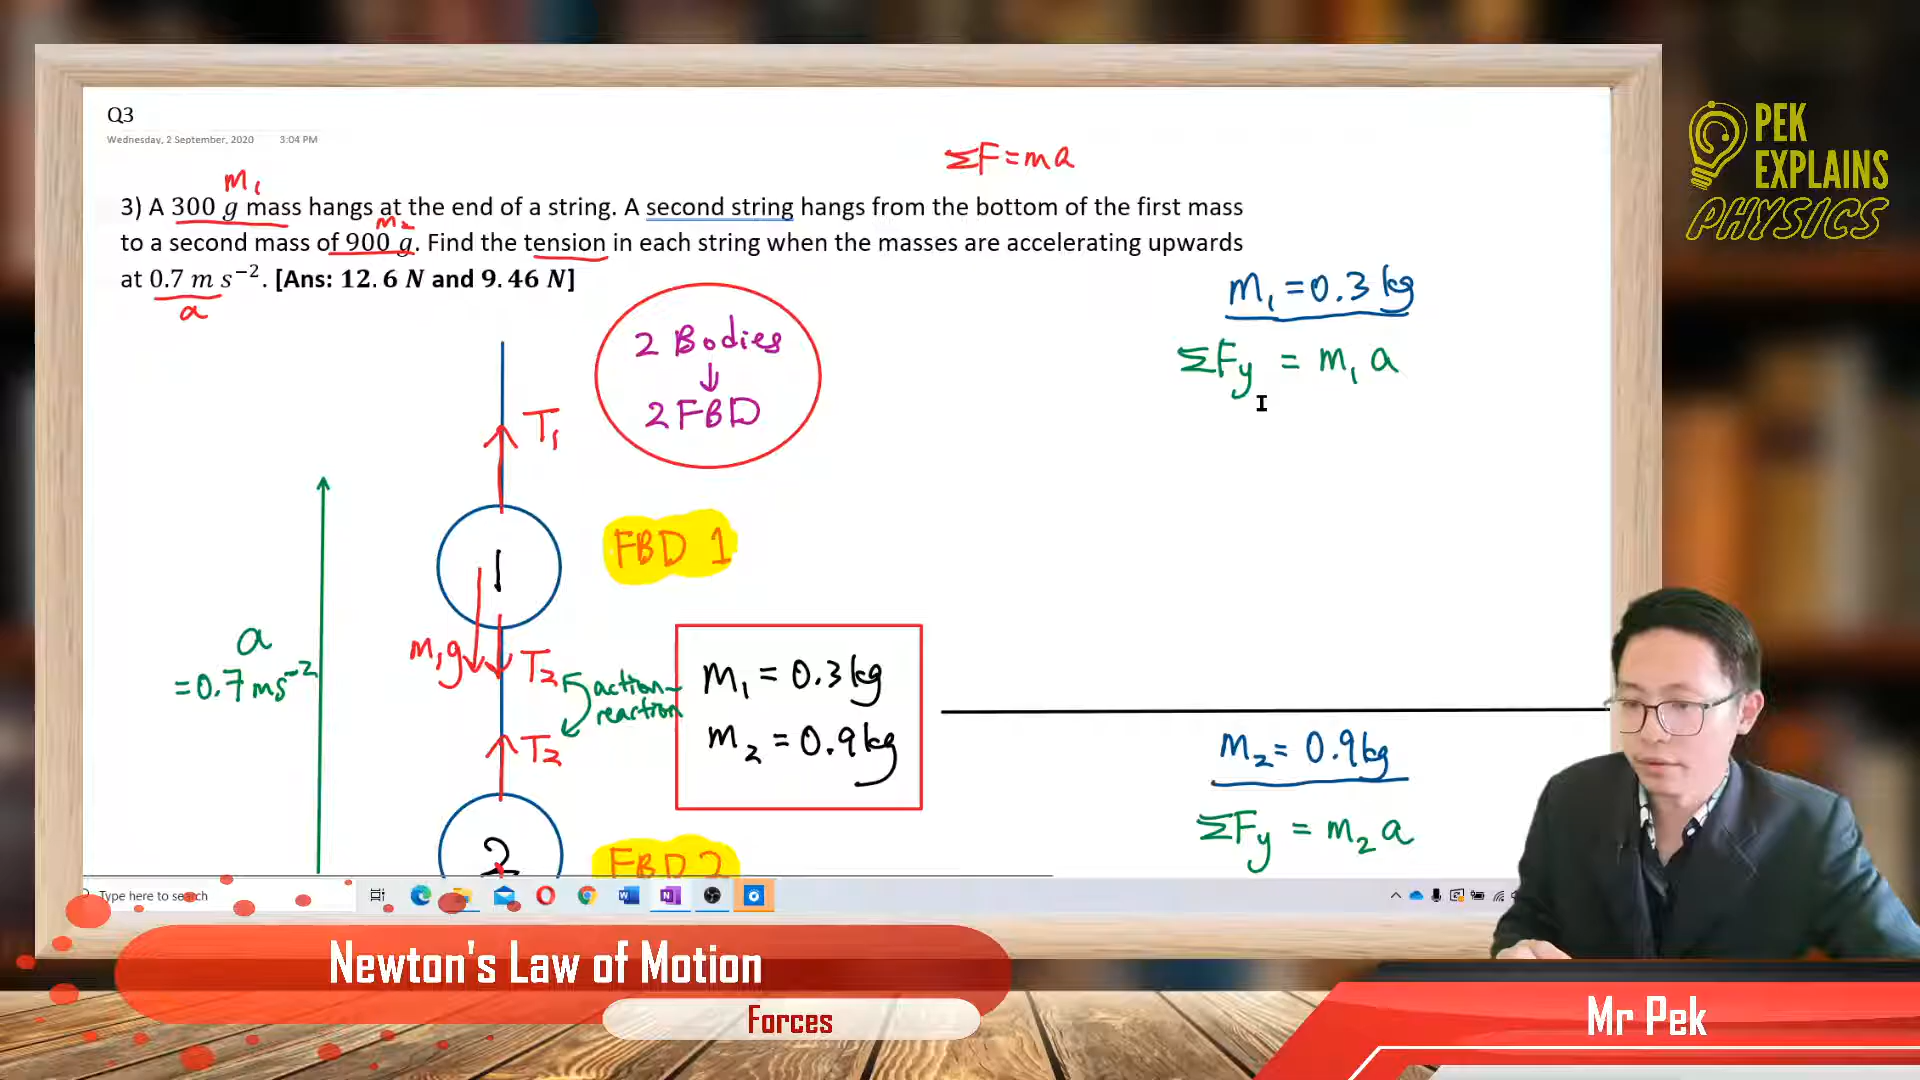 Q3
Wednesday, 2 September, 2020 3:04 PM
ΣF = ma
m₁
3) A 300 g mass hangs at the end of a string. A second string hangs from the bottom of the first mass
m₂
to a second mass of 900 g. Find the tension in each string when the masses are accelerating upwards
at 0.7 m s⁻². [Ans: 12.6 N and 9.46 N]
a
2 Bodies
↓
2 FBD
T₁
1
FBD 1
m₁g
T₂
action-
reaction
T₂
a
= 0.7 ms⁻²
m₁ = 0.3 kg
m₂ = 0.9 kg
2
FBD 2
m₁ = 0.3 kg
ΣFy = m₁ a
m₂ = 0.9 kg
ΣFy = m₂ a
PEK
EXPLAINS
PHYSICS
Type here to search
Newton's Law of Motion
Forces
Mr Pek